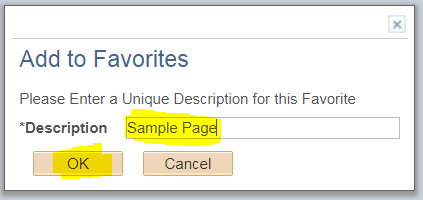 Add to Favorites
Please Enter a Unique Description for this Favorite
*Description Sample Page
OK Cancel